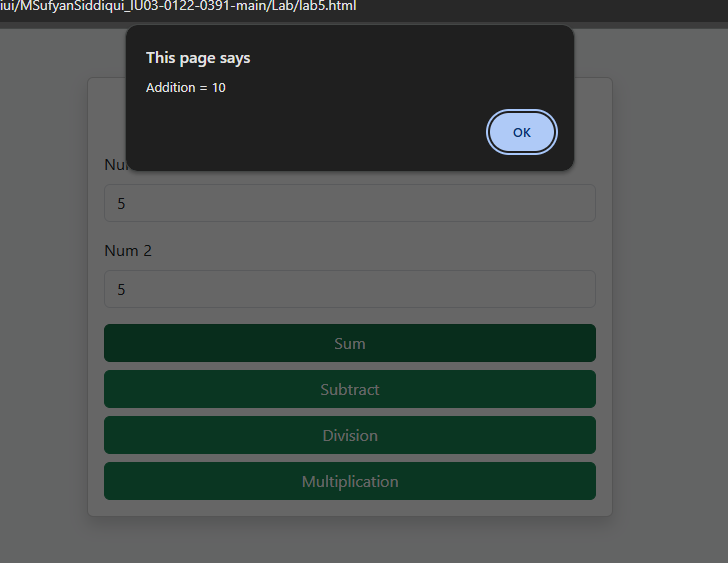 iui/MSufyanSiddiqui_IU03-0122-0391-main/Lab/lab5.html
This page says
Addition = 10
OK
5
Num 2
5
Sum
Subtract
Division
Multiplication